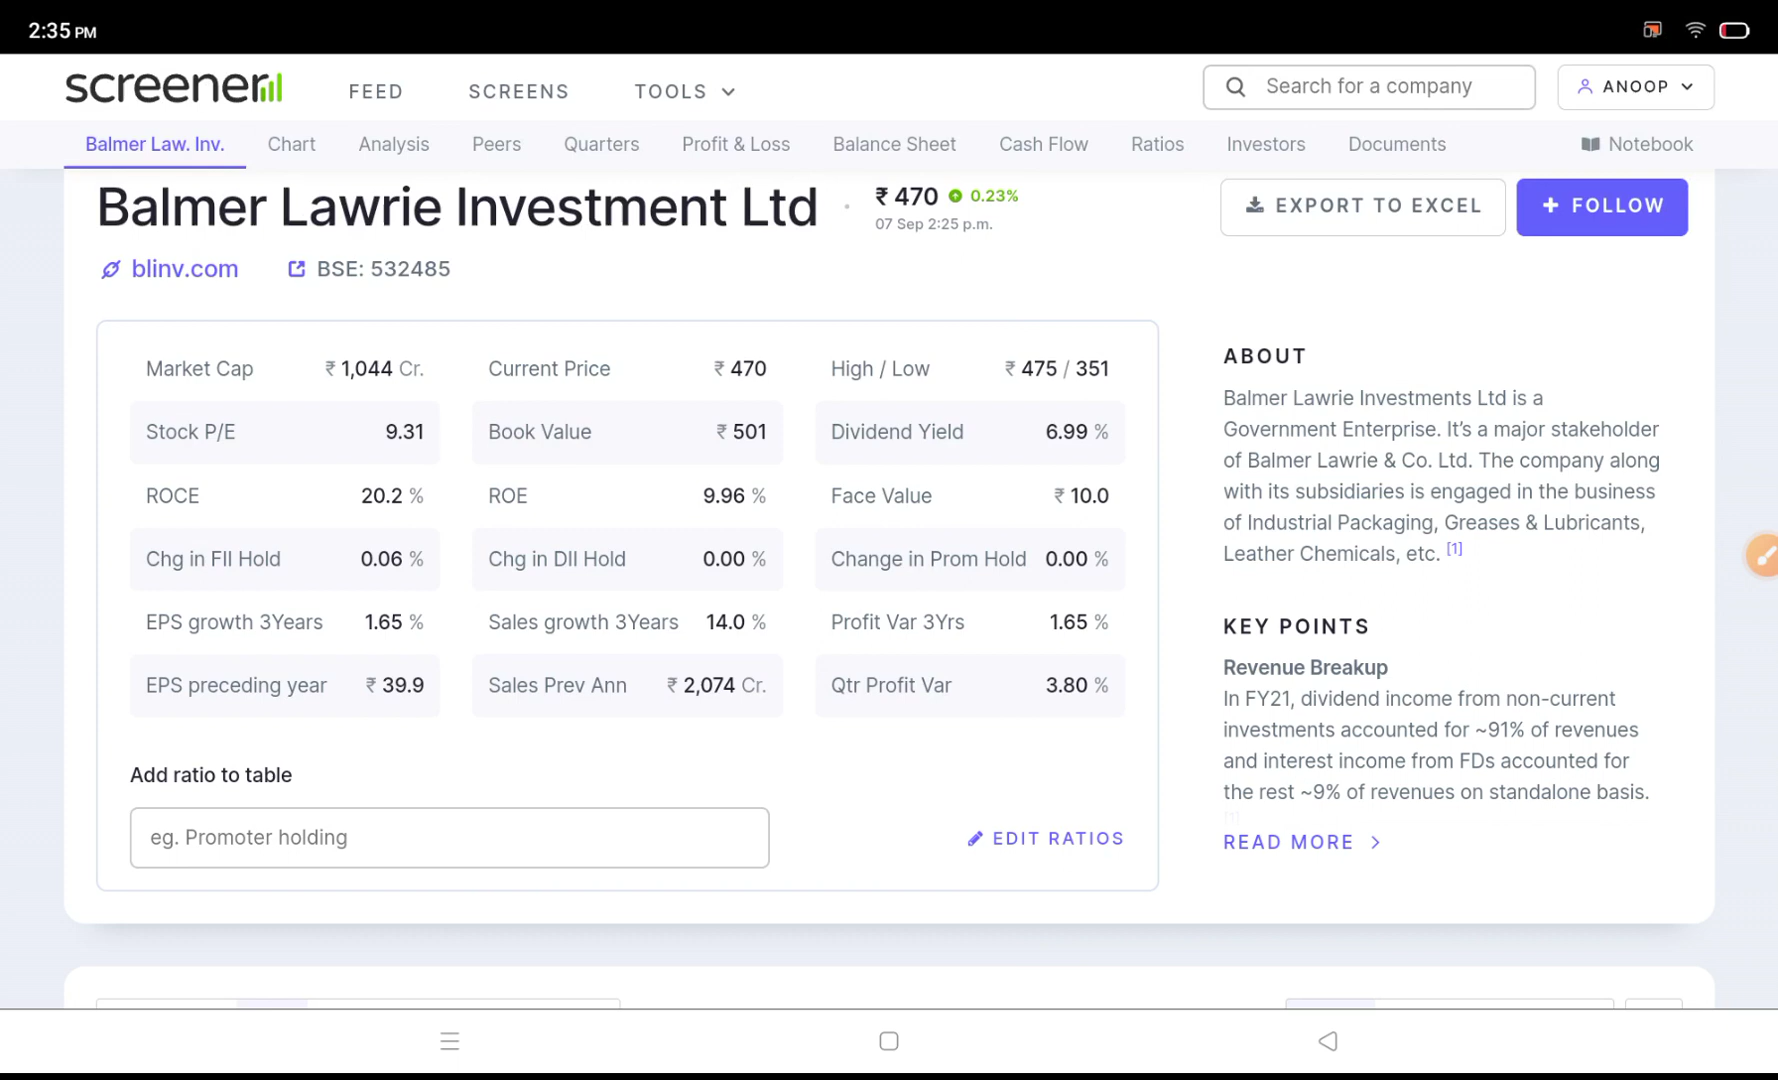 2:35 PM
screener
FEED
SCREENS
TOOLS
Search for a company
ANOOP
Balmer Law. Inv.
Chart
Analysis
Peers
Quarters
Profit & Loss
Balance Sheet
Cash Flow
Ratios
Investors
Documents
Notebook
Balmer Lawrie Investment Ltd
₹ 470 0.23%
07 Sep 2:25 p.m.
EXPORT TO EXCEL
+ FOLLOW
blinv.com
BSE: 532485
Market Cap ₹ 1,044 Cr.
Current Price ₹ 470
High / Low ₹ 475 / 351
Stock P/E 9.31
Book Value ₹ 501
Dividend Yield 6.99 %
ROCE 20.2 %
ROE 9.96 %
Face Value ₹ 10.0
Chg in FII Hold 0.06 %
Chg in DII Hold 0.00 %
Change in Prom Hold 0.00 %
EPS growth 3Years 1.65 %
Sales growth 3Years 14.0 %
Profit Var 3Yrs 1.65 %
EPS preceding year ₹ 39.9
Sales Prev Ann ₹ 2,074 Cr.
Qtr Profit Var 3.80 %
Add ratio to table
eg. Promoter holding
EDIT RATIOS
ABOUT
Balmer Lawrie Investments Ltd is a
Government Enterprise. It’s a major stakeholder
of Balmer Lawrie & Co. Ltd. The company along
with its subsidiaries is engaged in the business
of Industrial Packaging, Greases & Lubricants,
Leather Chemicals, etc. [1]
KEY POINTS
Revenue Breakup
In FY21, dividend income from non-current
investments accounted for ~91% of revenues
and interest income from FDs accounted for
the rest ~9% of revenues on standalone basis.
[1]
READ MORE